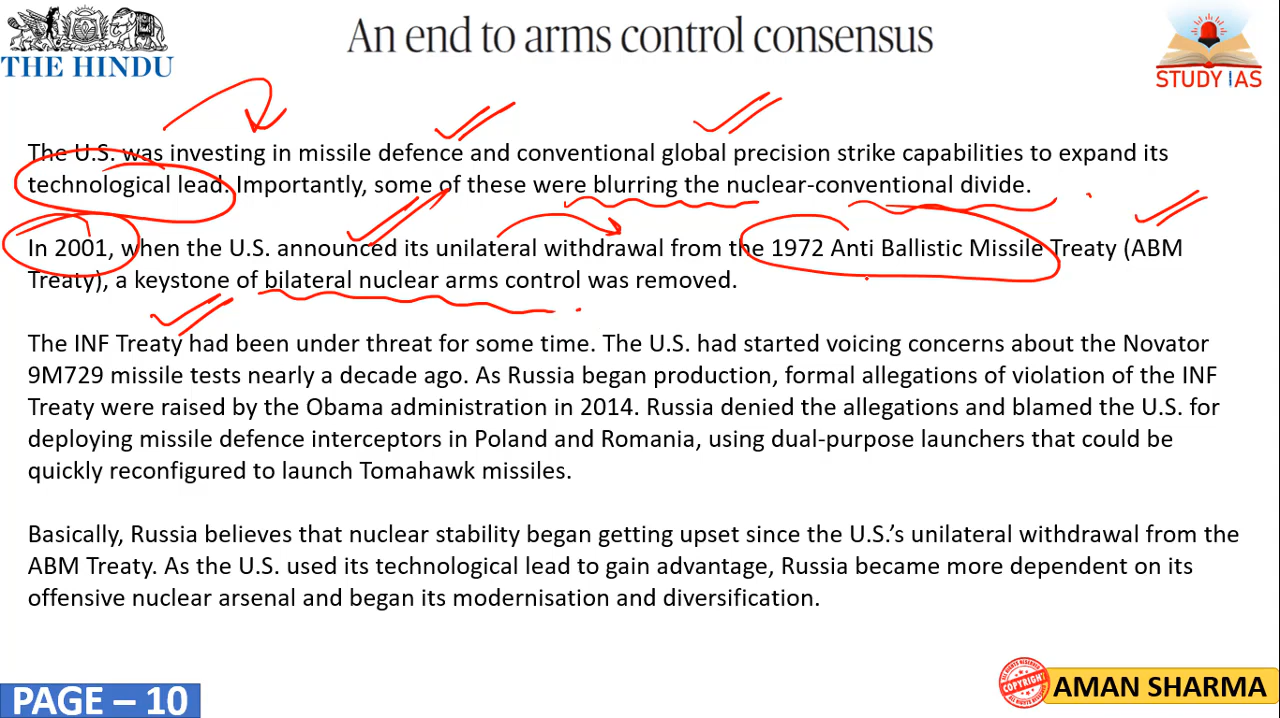 An end to arms control consensus
THE HINDU
STUDY IAS
The U.S. was investing in missile defence and conventional global precision strike capabilities to expand its
technological lead. Importantly, some of these were blurring the nuclear-conventional divide.
In 2001, when the U.S. announced its unilateral withdrawal from the 1972 Anti Ballistic Missile Treaty (ABM
Treaty), a keystone of bilateral nuclear arms control was removed.
The INF Treaty had been under threat for some time. The U.S. had started voicing concerns about the Novator
9M729 missile tests nearly a decade ago. As Russia began production, formal allegations of violation of the INF
Treaty were raised by the Obama administration in 2014. Russia denied the allegations and blamed the U.S. for
deploying missile defence interceptors in Poland and Romania, using dual-purpose launchers that could be
quickly reconfigured to launch Tomahawk missiles.
Basically, Russia believes that nuclear stability began getting upset since the U.S.’s unilateral withdrawal from the
ABM Treaty. As the U.S. used its technological lead to gain advantage, Russia became more dependent on its
offensive nuclear arsenal and began its modernisation and diversification.
PAGE – 10
ALL RIGHTS RESERVED
COPYRIGHT
ALL RIGHTS RESERVED
AMAN SHARMA